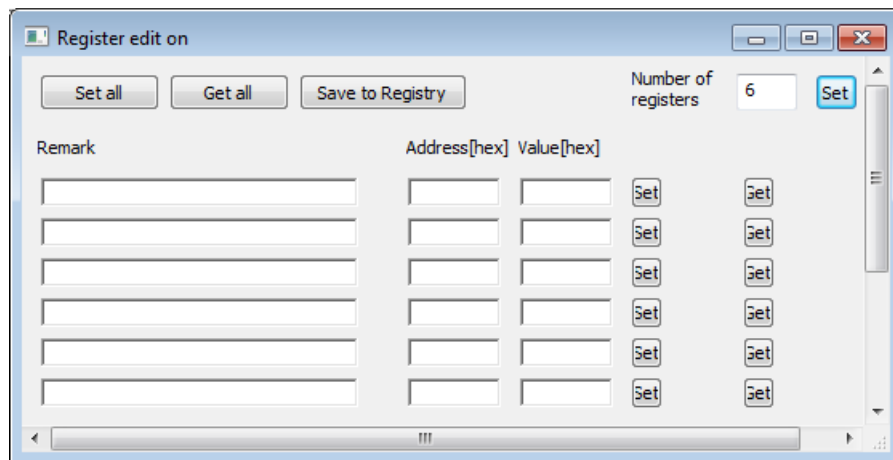 Register edit on
Set all Get all Save to Registry Number of registers 6 Set
Remark Address[hex] Value[hex]
Set Get
Set Get
Set Get
Set Get
Set Get
Set Get